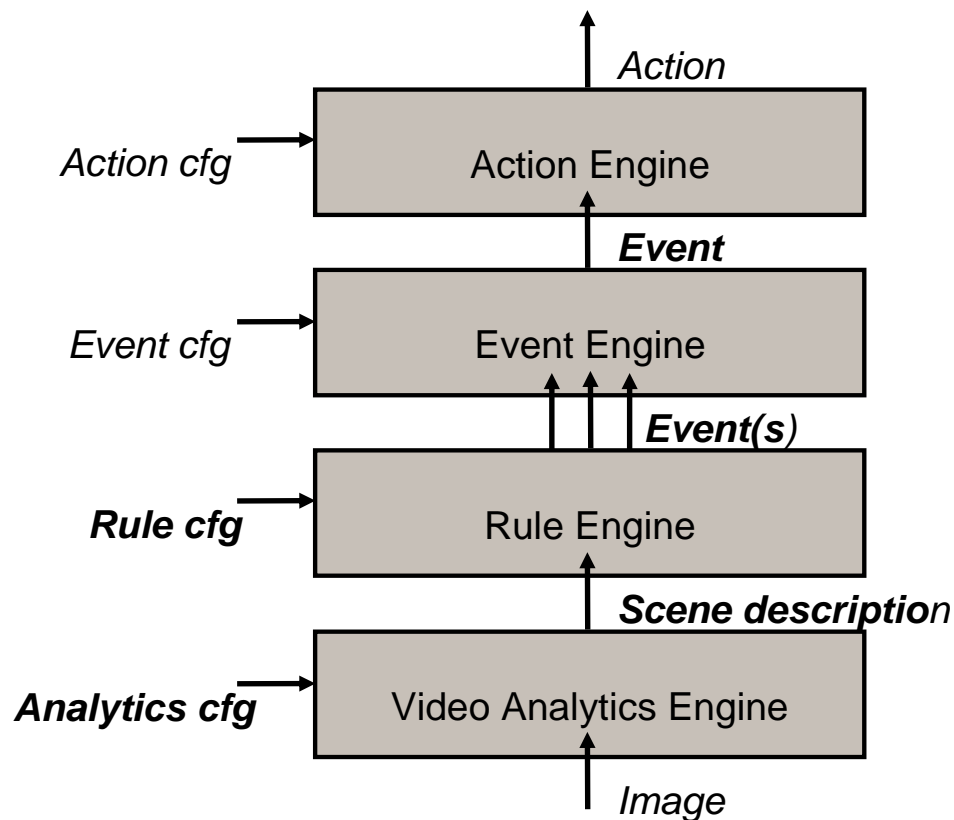 Action
Action cfg
Action Engine
Event
Event cfg
Event Engine
Event(s)
Rule cfg
Rule Engine
Scene description
Analytics cfg
Video Analytics Engine
Image